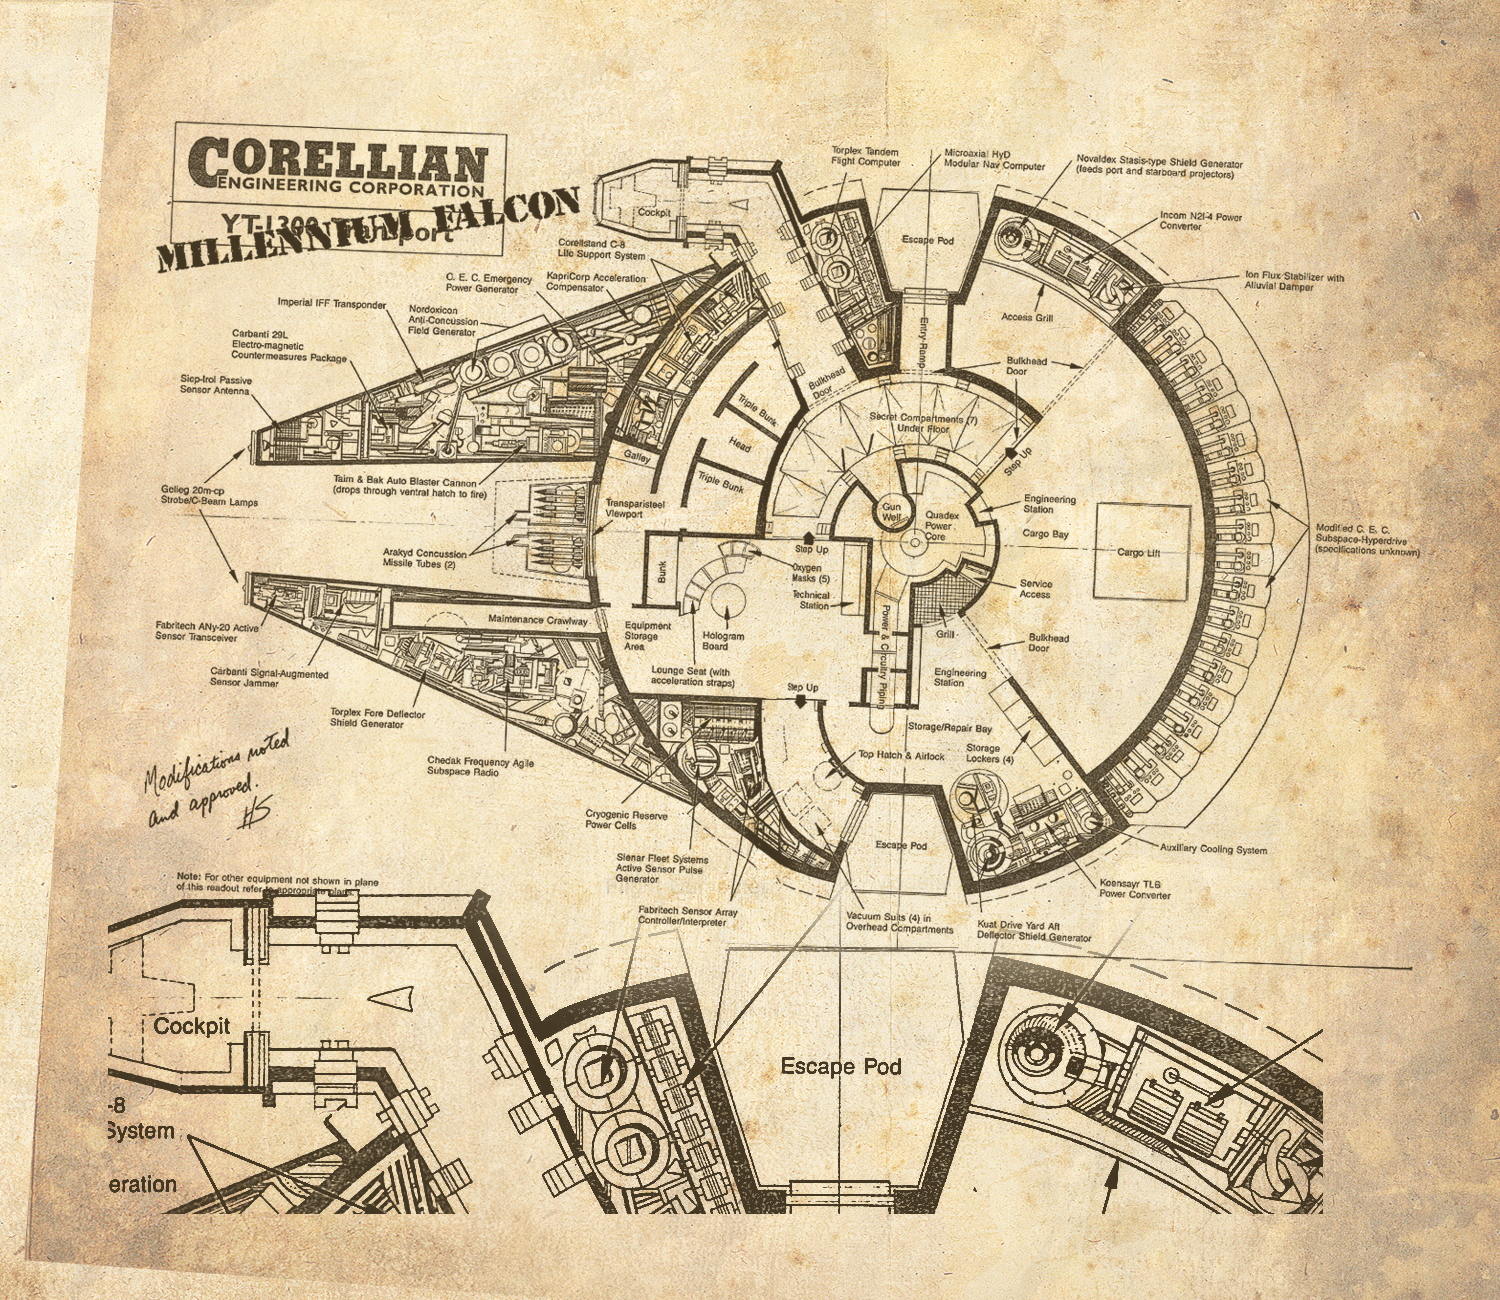 CORELLIAN
ENGINEERING CORPORATION
YT-1300 Transport
MILLENNIUM FALCON
Cockpit
Torplex Tandem
Flight Computer
Microaxial HyD
Modular Nav Computer
Novaldex Stasis-type Shield Generator
(feeds port and starboard projectors)
Incom N2I-4 Power
Converter
Escape Pod
Ion Flux Stabilizer with
Alluvial Damper
Access Grill
Entry Ramp
Bulkhead
Door
Bulkhead
Door
Corellstand C-8
Life Support System
C. E. C. Emergency
Power Generator
KapriCorp Acceleration
Compensator
Imperial IFF Transponder
Nordoxicon
Anti-Concussion
Field Generator
Carbanti 29L
Electro-magnetic
Countermeasures Package
Siep-Irol Passive
Sensor Antenna
Triple Bunk
Head
Triple Bunk
Galley
Secret Compartments (7)
Under Floor
Step Up
Gelieg 20m-cp
Strobe/C-Beam Lamps
Taim & Bak Auto Blaster Cannon
(drops through ventral hatch to fire)
Transparisteel
Viewport
Gun
Well
Quadex
Power
Core
Engineering
Station
Cargo Bay
Cargo Lift
Modified C. E. C.
Subspace-Hyperdrive
(specifications unknown)
Arakyd Concussion
Missile Tubes (2)
Step Up
Bunk
Oxygen
Masks (5)
Technical
Station
Service
Access
Power & Circuitry Piping
Grill
Bulkhead
Door
Maintenance Crawlway
Equipment
Storage
Area
Hologram
Board
Fabritech ANy-20 Active
Sensor Transceiver
Carbanti Signal-Augmented
Sensor Jammer
Lounge Seat (with
acceleration straps)
Step Up
Engineering
Station
Torplex Fore Deflector
Shield Generator
Storage/Repair Bay
Storage
Lockers (4)
Top Hatch & Airlock
Chedak Frequency Agile
Subspace Radio
Modifications noted
and approved.
HS
Cryogenic Reserve
Power Cells
Escape Pod
Auxiliary Cooling System
Sienar Fleet Systems
Active Sensor Pulse
Generator
Koensayr TLB
Power Converter
Note: For other equipment not shown in plane
of this readout refer to appropriate plans.
Fabritech Sensor Array
Controller/Interpreter
Vacuum Suits (4) in
Overhead Compartments
Kuat Drive Yard Aft
Deflector Shield Generator
Cockpit
Escape Pod
-8
System
eration